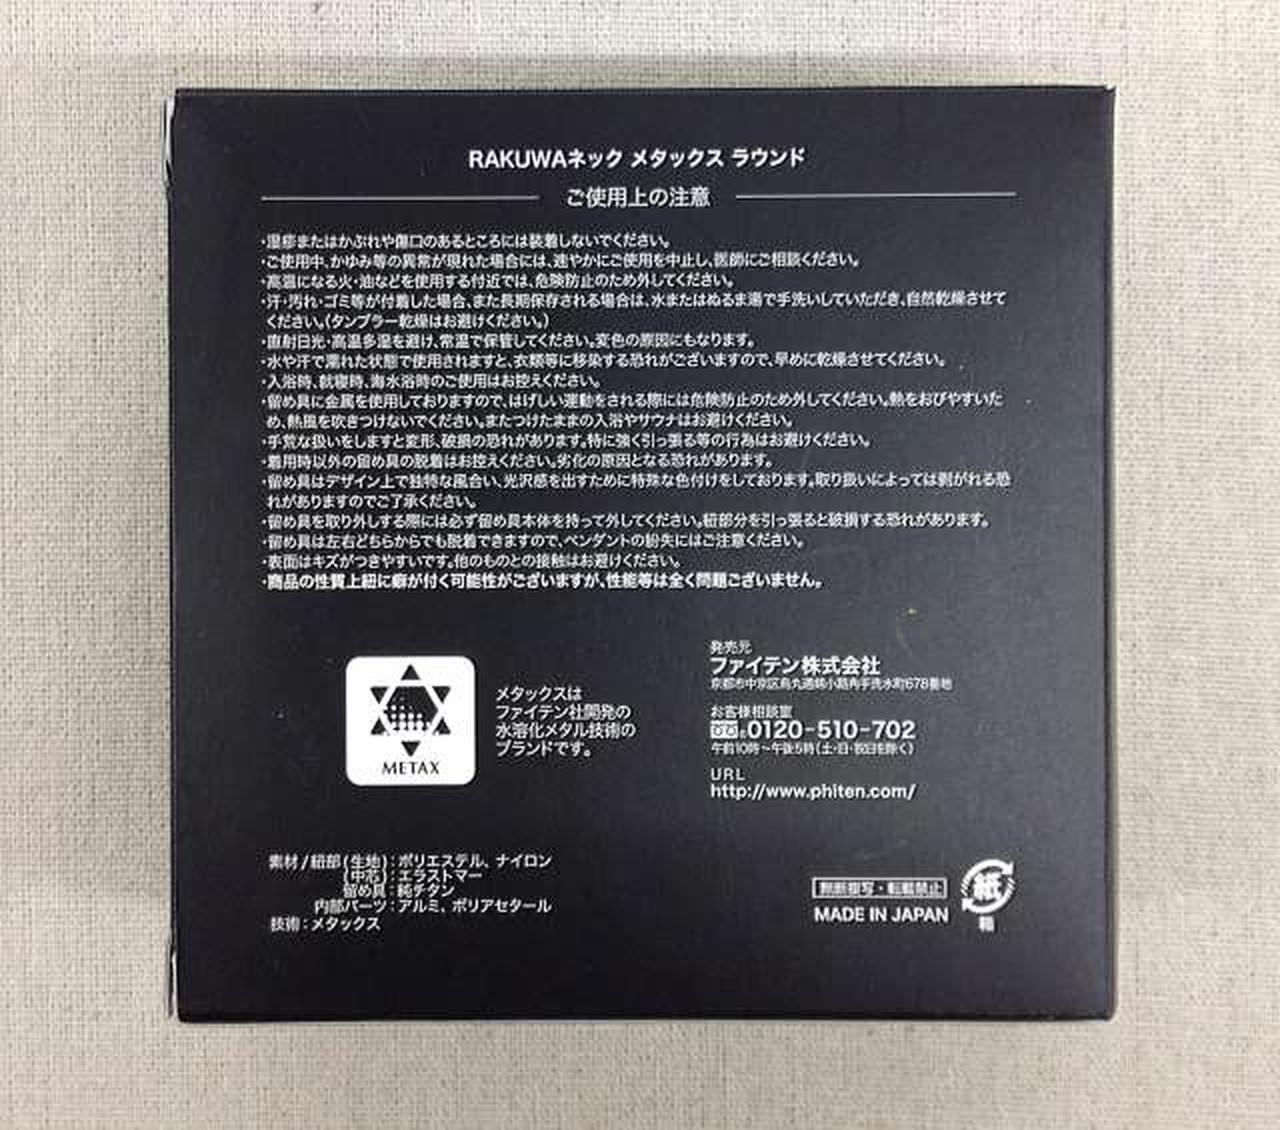 RAKUWAネック メタックス ラウンド
ご使用上の注意
・湿疹またはかぶれや傷口のあるところには装着しないでください。
・ご使用中、かゆみ等の異常が現れた場合には、速やかにご使用を中止し、医師にご相談ください。
・高温になる火・油などを使用する付近では、危険防止のため外してください。
・汗・汚れ・ゴミ等が付着した場合、また長期保存される場合は、水またはぬるま湯で手洗いしていただき、自然乾燥させて
ください。(タンブラー乾燥はお避けください。)
・直射日光・高温多湿を避け、常温で保管してください。変色の原因にもなります。
・水や汗で濡れた状態で使用されますと、衣類等に移染する恐れがございますので、早めに乾燥させてください。
・入浴時、就寝時、海水浴時のご使用はお控えください。
・留め具に金属を使用しておりますので、はげしい運動をされる際には危険防止のため外してください。熱をおびやすいた
め、熱風を吹きつけないでください。またつけたままの入浴やサウナはお避けください。
・手荒な扱いをしますと変形、破損の恐れがあります。特に強く引っ張る等の行為はお避けください。
・着用時以外の留め具の脱着はお控えください。劣化の原因となる恐れがあります。
・留め具はデザイン上で独特な風合い、光沢感を出すために特殊な色付けをしております。取り扱いによっては剥がれる恐
れがありますのでご了承ください。
・留め具を取り外しする際には必ず留め具本体を持って外してください。紐部分を引っ張ると破損する恐れがあります。
・留め具は左右どちらからでも脱着できますので、ペンダントの紛失にはご注意ください。
・表面はキズがつきやすいです。他のものとの接触はお避けください。
・商品の性質上紐に癖が付く可能性がございますが、性能等は全く問題ございません。
METAX
メタックスは
ファイテン社開発の
水溶化メタル技術の
ブランドです。
発売元
ファイテン株式会社
京都市中京区烏丸通錦小路角手洗水町678番地
お客様相談室
0120-510-702
午前10時～午後5時(土・日・祝日を除く)
URL
http://www.phiten.com/
素材/紐部(生地):ポリエステル、ナイロン
(中芯):エラストマー
留め具:純チタン
内部パーツ:アルミ、ポリアセタール
技術:メタックス
無断複写・転載禁止
MADE IN JAPAN
紙
箱